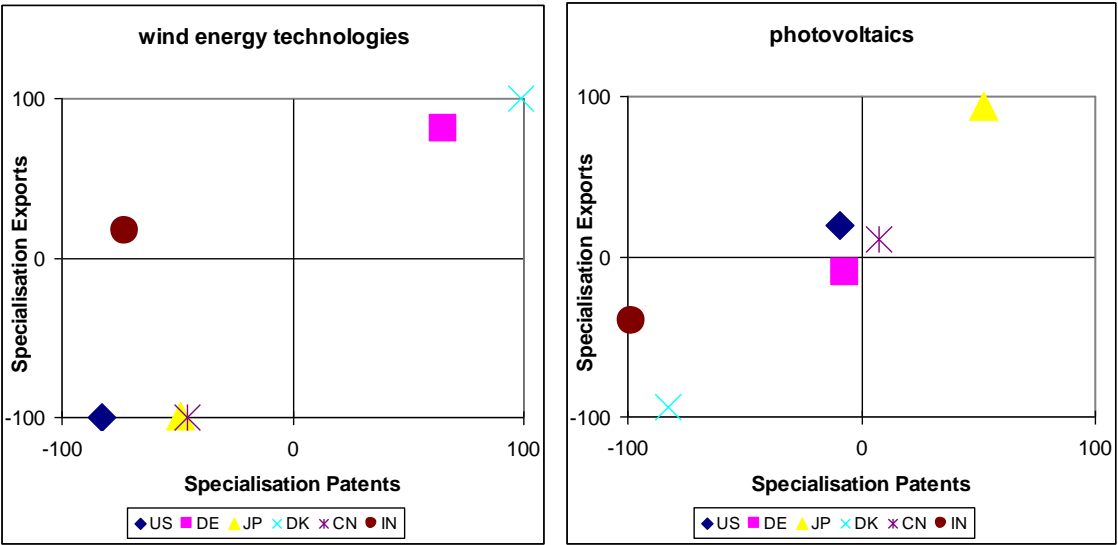 wind energy technologies
100
0
-100
-100
0
100
Specialisation Exports
Specialisation Patents
US DE JP DK CN IN
photovoltaics
100
0
-100
-100
0
100
Specialisation Exports
Specialisation Patents
US DE JP DK CN IN